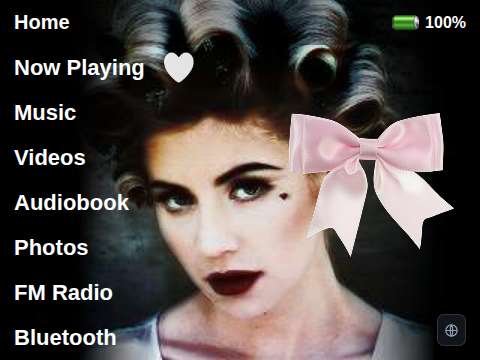 Home
100%
Now Playing
Music
Videos
Audiobook
Photos
FM Radio
Bluetooth